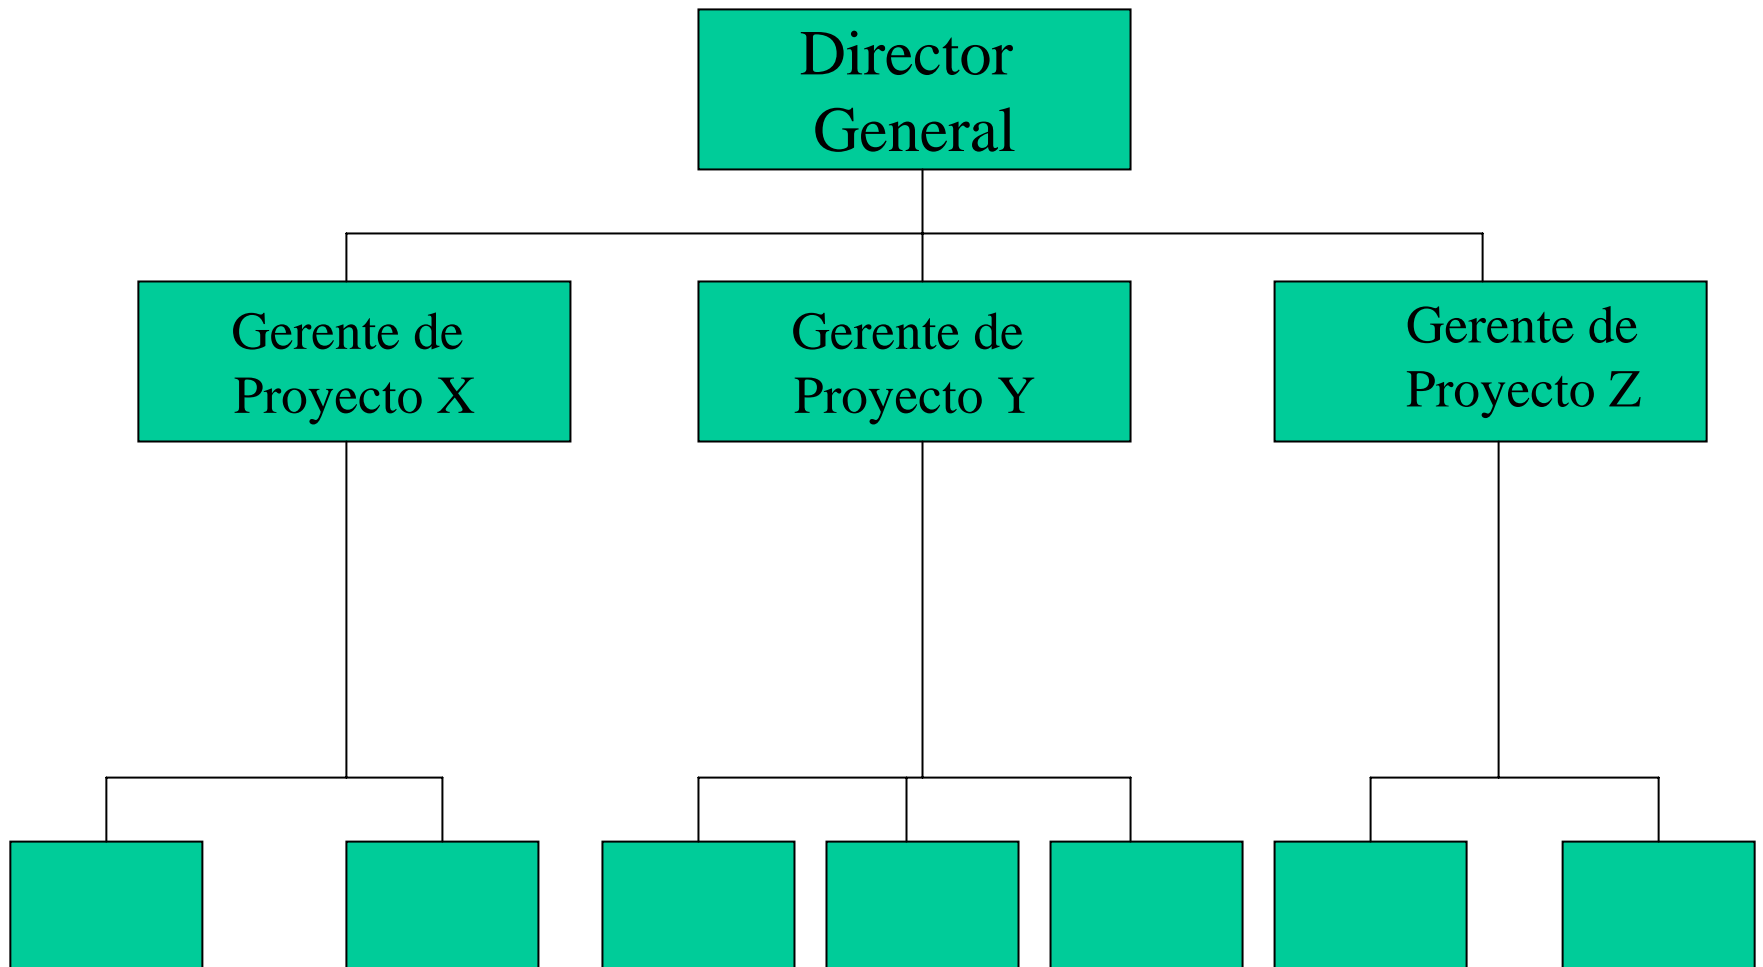 Director
General
Gerente de
Proyecto X
Gerente de
Proyecto Y
Gerente de
Proyecto Z